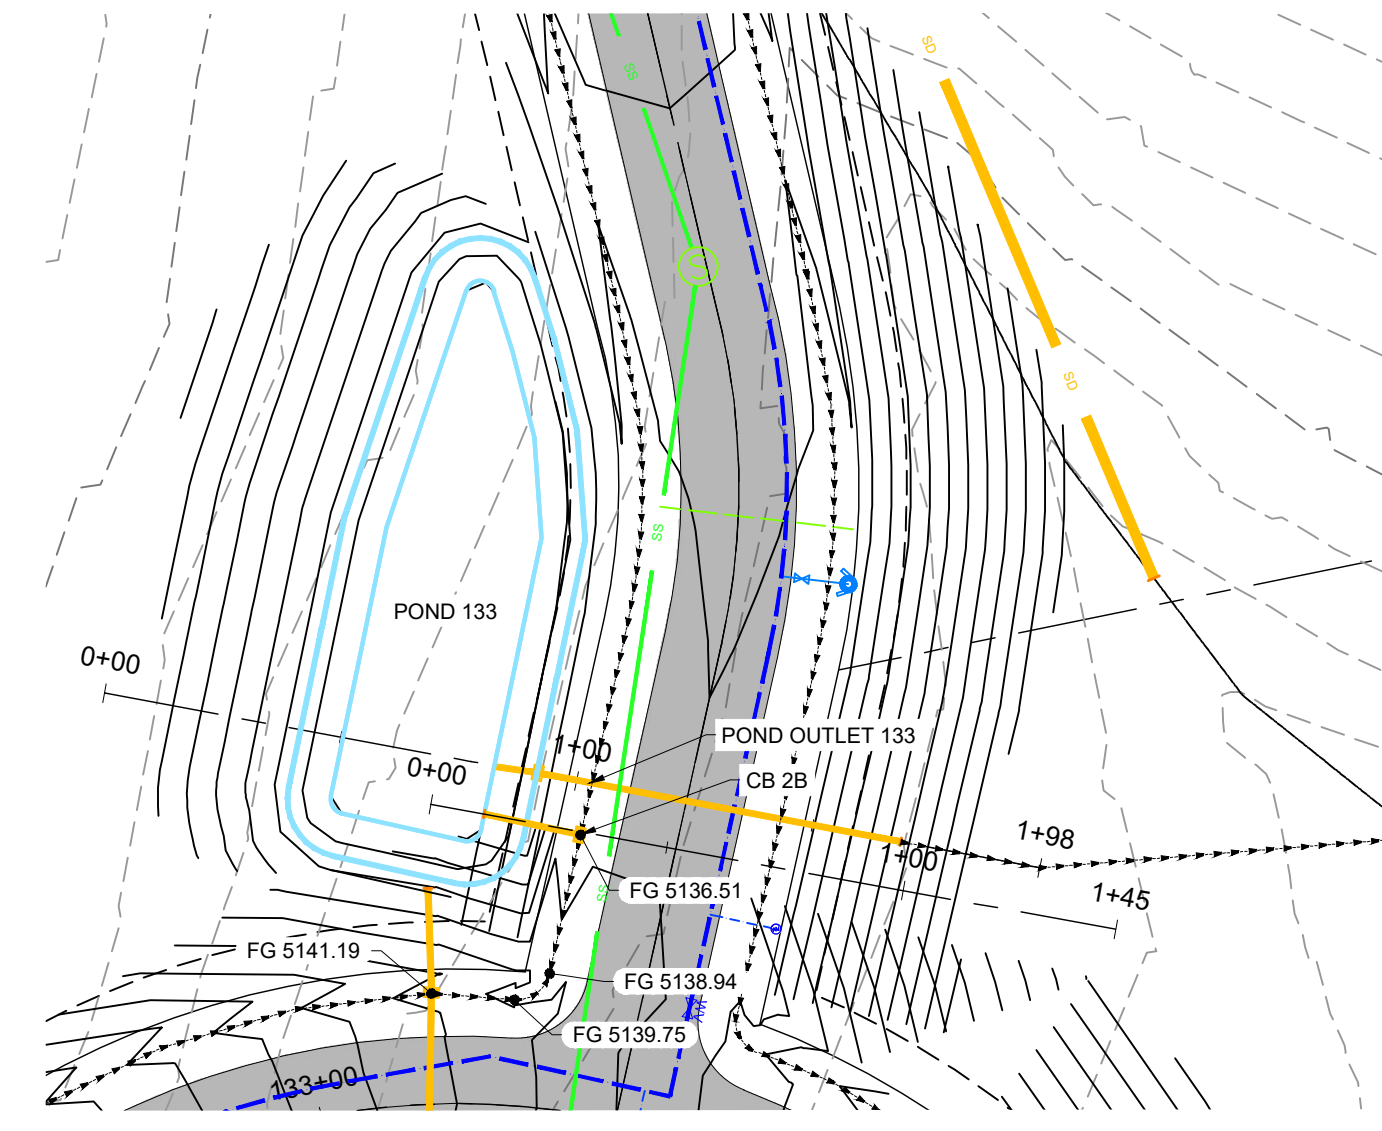 SD
SS
S
SD
SS
POND 133
0+00
POND OUTLET 133
1+00
0+00
CB 2B
1+98
1+00
FG 5136.51
1+45
SS
FG 5141.19
FG 5138.94
FG 5139.75
133+00